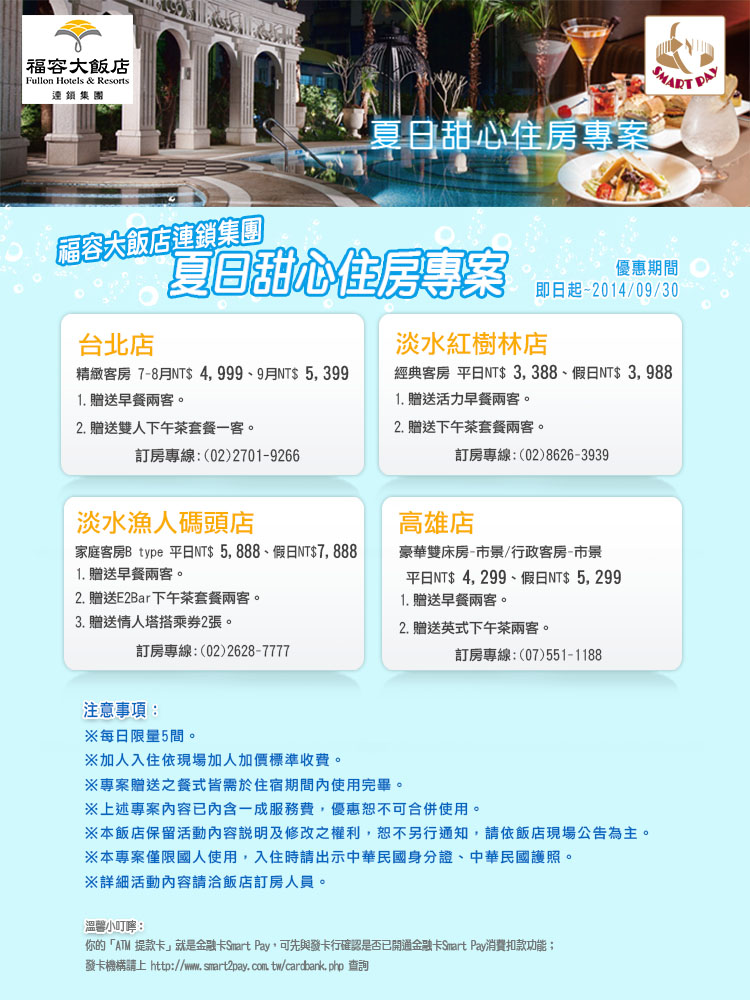 福容大飯店
Fullon Hotels & Resorts
連鎖集團
SMART PAY
夏日甜心住房專案
福容大飯店連鎖集團
夏日甜心住房專案
優惠期間
即日起~2014/09/30
台北店
精緻客房 7-8月NT$ 4,999、9月NT$ 5,399
1. 贈送早餐兩客。
2. 贈送雙人下午茶套餐一客。
訂房專線:(02)2701-9266
淡水紅樹林店
經典客房 平日NT$ 3,388、假日NT$ 3,988
1. 贈送活力早餐兩客。
2. 贈送下午茶套餐兩客。
訂房專線:(02)8626-3939
淡水漁人碼頭店
家庭客房B type 平日NT$ 5,888、假日NT$7,888
1. 贈送早餐兩客。
2. 贈送E2Bar下午茶套餐兩客。
3. 贈送情人塔搭乘券2張。
訂房專線:(02)2628-7777
高雄店
豪華雙床房-市景/行政客房-市景
平日NT$ 4,299、假日NT$ 5,299
1. 贈送早餐兩客。
2. 贈送英式下午茶兩客。
訂房專線:(07)551-1188
注意事項：
※每日限量5間。
※加人入住依現場加人加價標準收費。
※專案贈送之餐式皆需於住宿期間內使用完畢。
※上述專案內容已內含一成服務費，優惠恕不可合併使用。
※本飯店保留活動內容說明及修改之權利，恕不另行通知，請依飯店現場公告為主。
※本專案僅限國人使用，入住時請出示中華民國身分證、中華民國護照。
※詳細活動內容請洽飯店訂房人員。
溫馨小叮嚀：
你的「ATM 提款卡」就是金融卡Smart Pay，可先與發卡行確認是否已開通金融卡Smart Pay消費扣款功能；
發卡機構請上 http://www.smart2pay.com.tw/cardbank.php 查詢